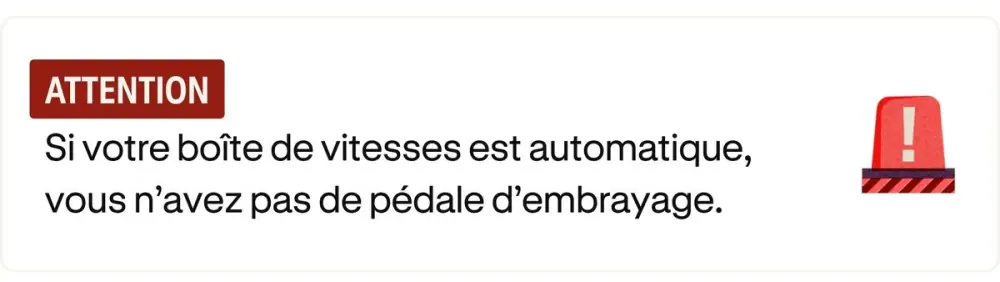 ATTENTION
Si votre boîte de vitesses est automatique,
vous n’avez pas de pédale d’embrayage.
!